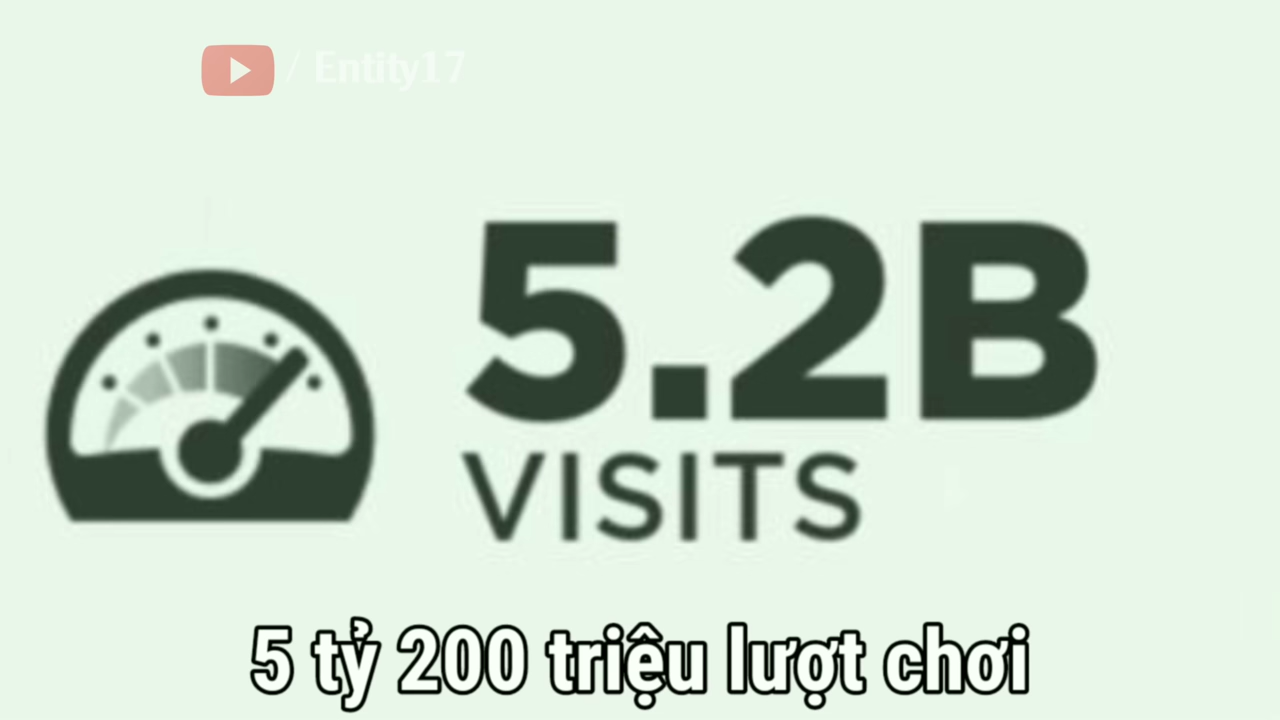 / Entity17
5.2B
VISITS
5 tỷ 200 triệu lượt chơi